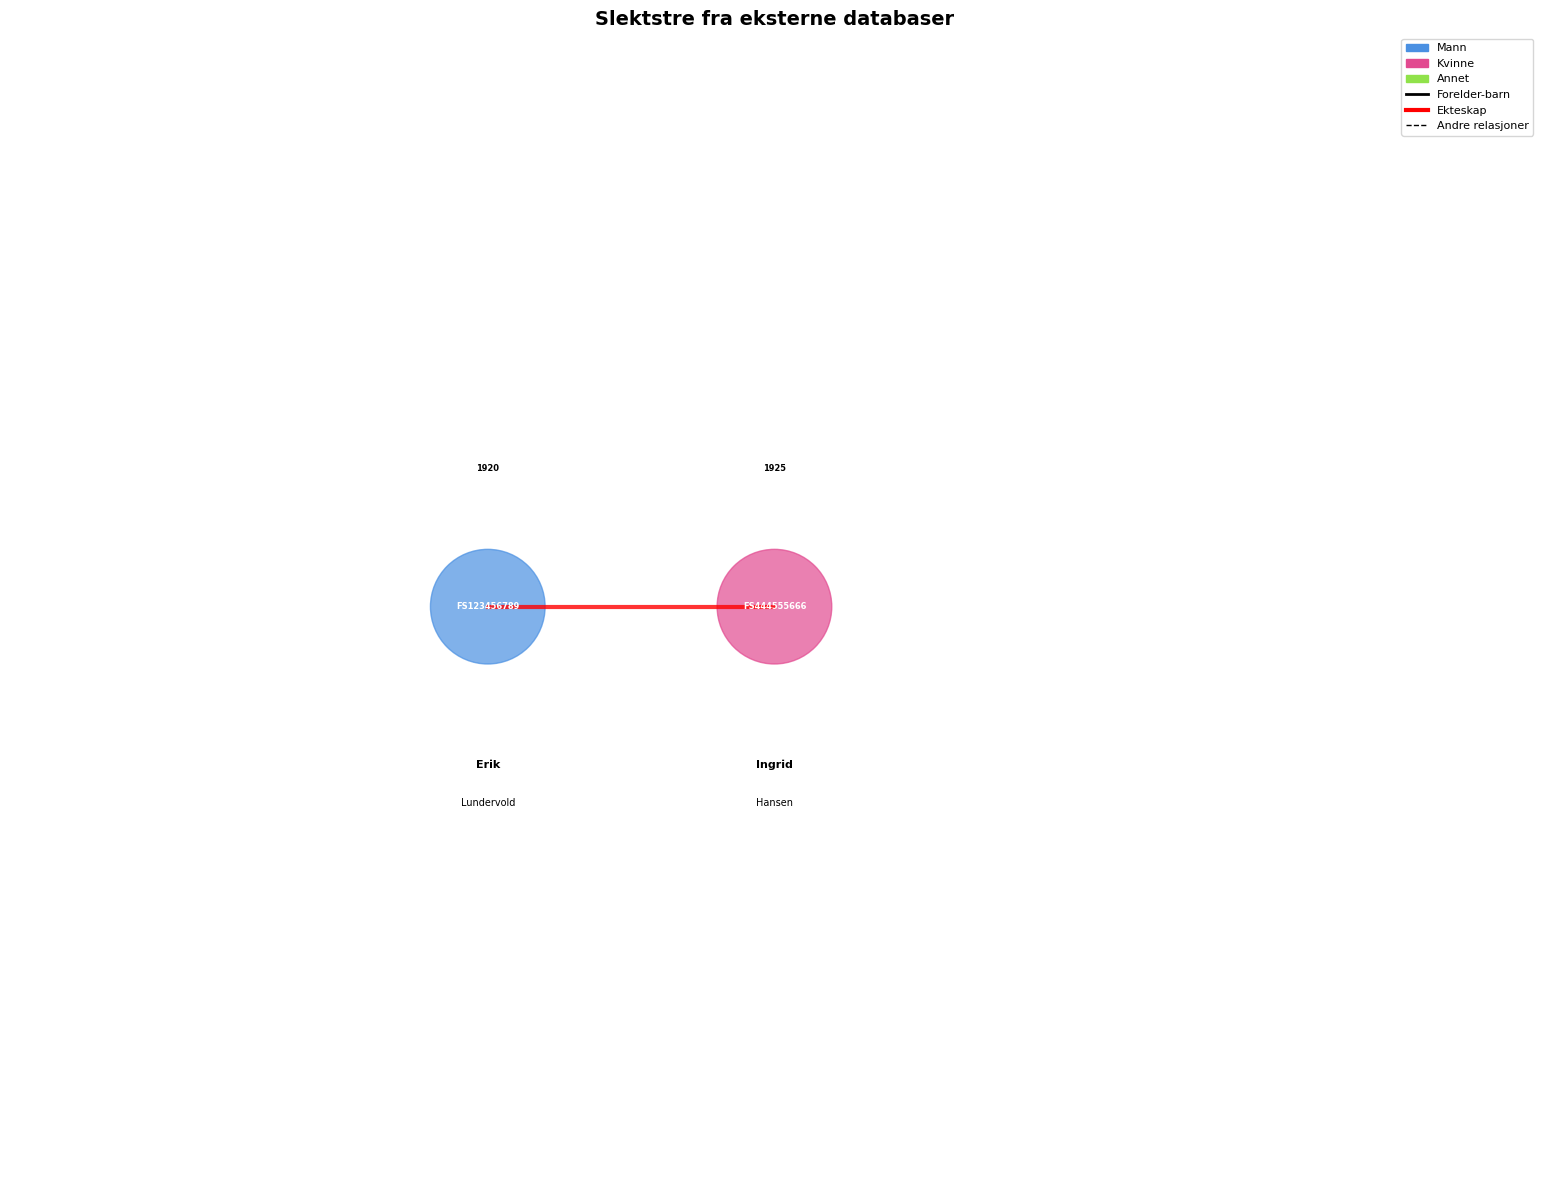 Slektstre fra eksterne databaser
Mann
Kvinne
Annet
Forelder-barn
Ekteskap
Andre relasjoner
1920
1925
FS123456789
FS444555666
Erik
Ingrid
Lundervold
Hansen